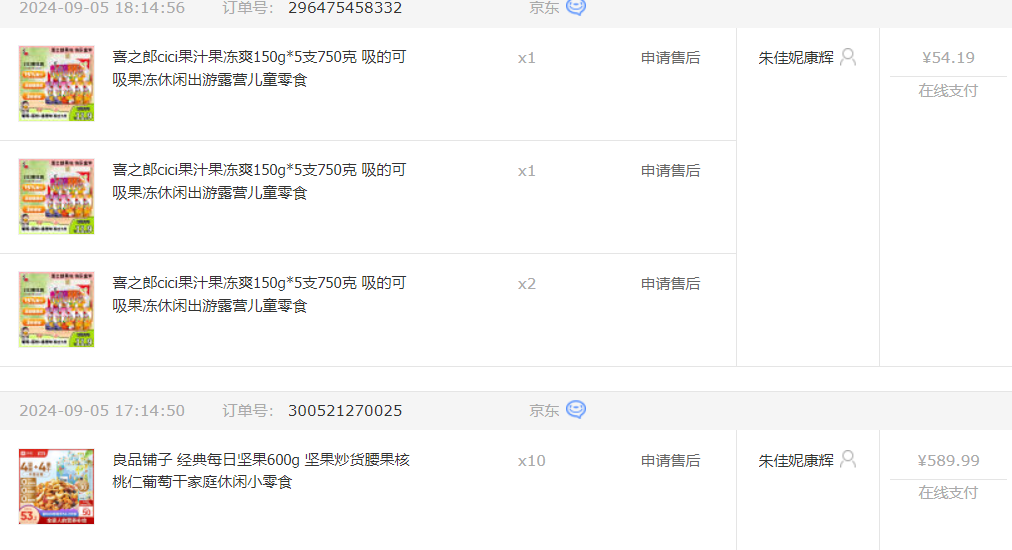 2024-09-05 18:14:56 订单号: 296475458332 京东
喜之郎cici果汁果冻爽150g*5支750克 吸的可 x1 申请售后 朱佳妮康辉 ¥54.19
吸果冻休闲出游露营儿童零食 在线支付
喜之郎cici果汁果冻爽150g*5支750克 吸的可 x1 申请售后
吸果冻休闲出游露营儿童零食
喜之郎cici果汁果冻爽150g*5支750克 吸的可 x2 申请售后
吸果冻休闲出游露营儿童零食
2024-09-05 17:14:50 订单号: 300521270025 京东
良品铺子 经典每日坚果600g 坚果炒货腰果核 x10 申请售后 朱佳妮康辉 ¥589.99
桃仁葡萄干家庭休闲小零食 在线支付
53
50